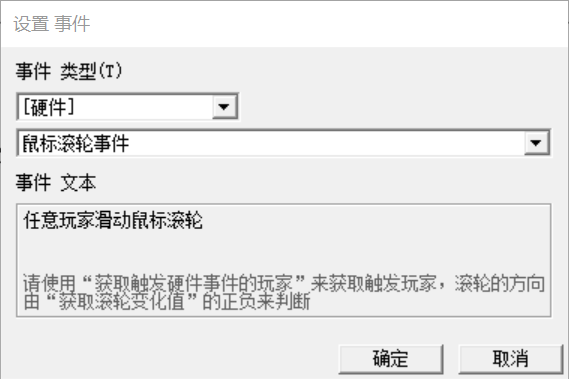 设置 事件
事件 类型(T)
[硬件]
鼠标滚轮事件
事件 文本
任意玩家滑动鼠标滚轮
请使用“获取触发硬件事件的玩家”来获取触发玩家，滚轮的方向
由“获取滚轮变化值”的正负来判断
确定
取消